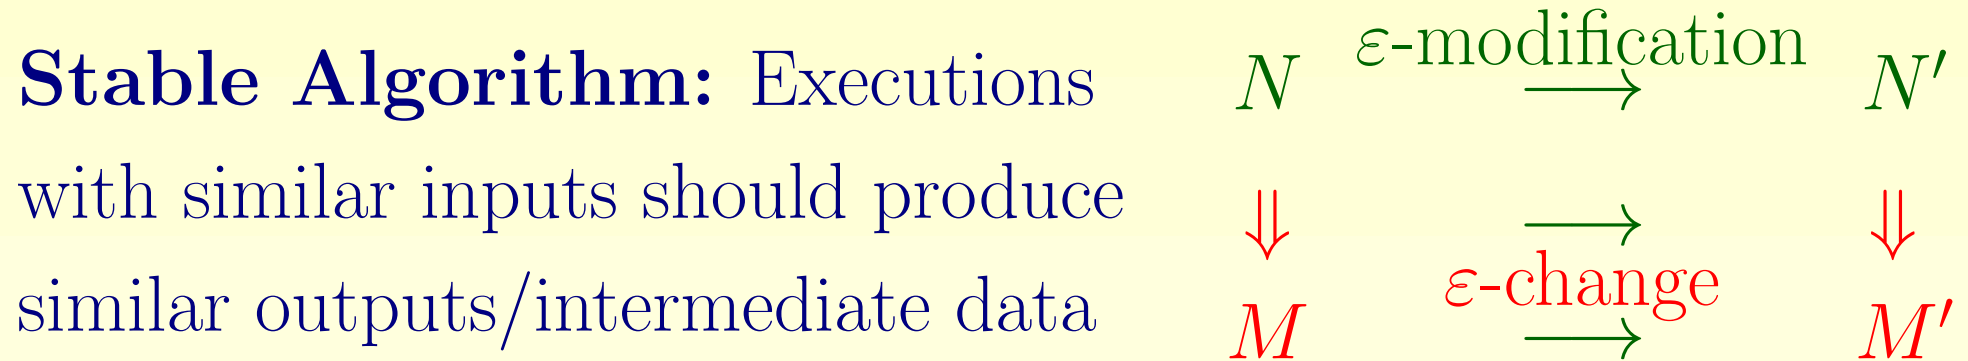 Stable Algorithm: Executions
with similar inputs should produce
similar outputs/intermediate data
N ε-modification → N′
⇓ → ⇓
ε-change
M → M′